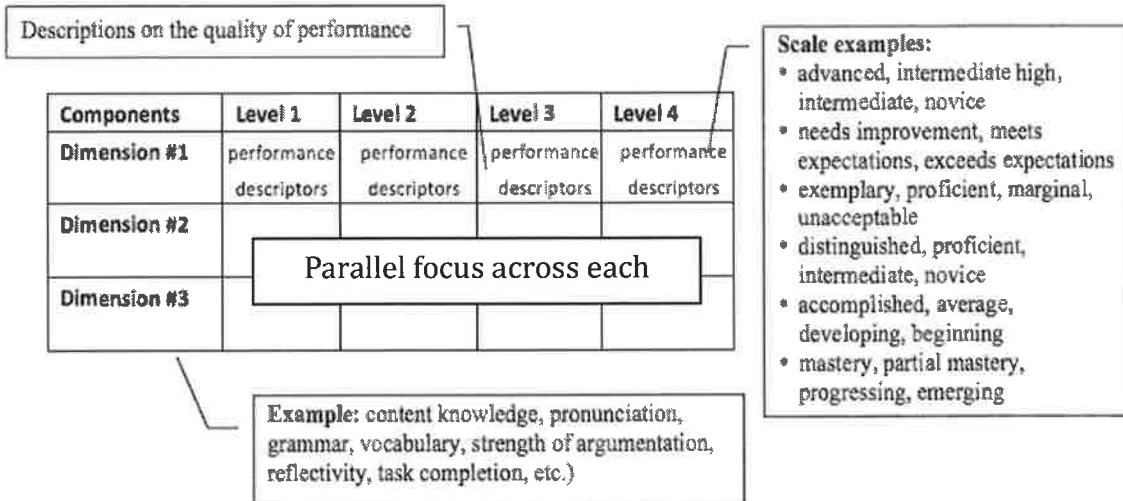 Descriptions on the quality of performance
Scale examples:
• advanced, intermediate high,
intermediate, novice
• needs improvement, meets
expectations, exceeds expectations
• exemplary, proficient, marginal,
unacceptable
• distinguished, proficient,
intermediate, novice
• accomplished, average,
developing, beginning
• mastery, partial mastery,
progressing, emerging
Components Level 1 Level 2 Level 3 Level 4
Dimension #1 performance performance performance performance
descriptors descriptors descriptors descriptors
Dimension #2
Parallel focus across each
Dimension #3
Example: content knowledge, pronunciation,
grammar, vocabulary, strength of argumentation,
reflectivity, task completion, etc.)